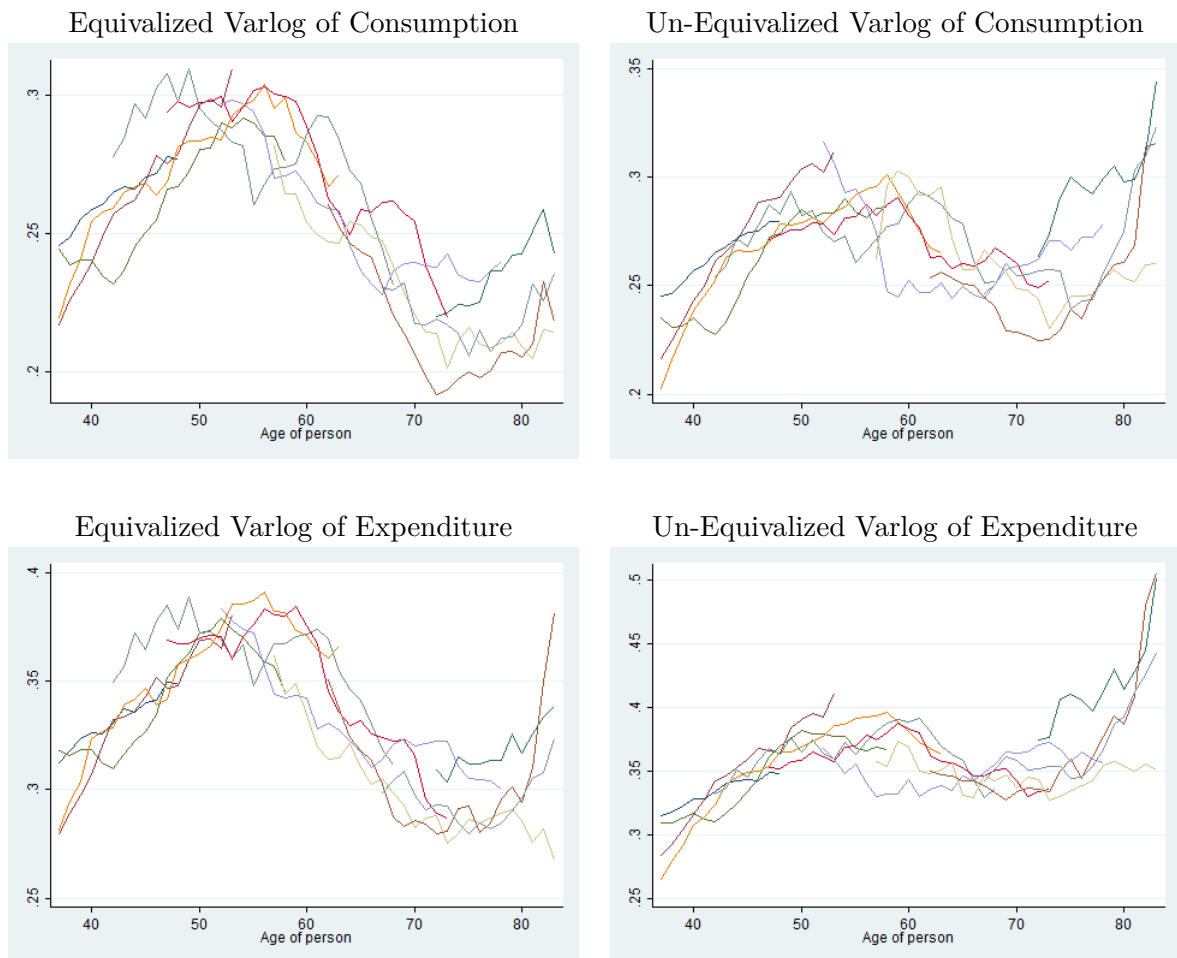 Equivalized Varlog of Consumption
.3
.25
.2
40 50 60 70 80
Age of person
Un-Equivalized Varlog of Consumption
.35
.3
.25
.2
40 50 60 70 80
Age of person
Equivalized Varlog of Expenditure
.4
.35
.3
.25
40 50 60 70 80
Age of person
Un-Equivalized Varlog of Expenditure
.5
.45
.4
.35
.3
.25
40 50 60 70 80
Age of person